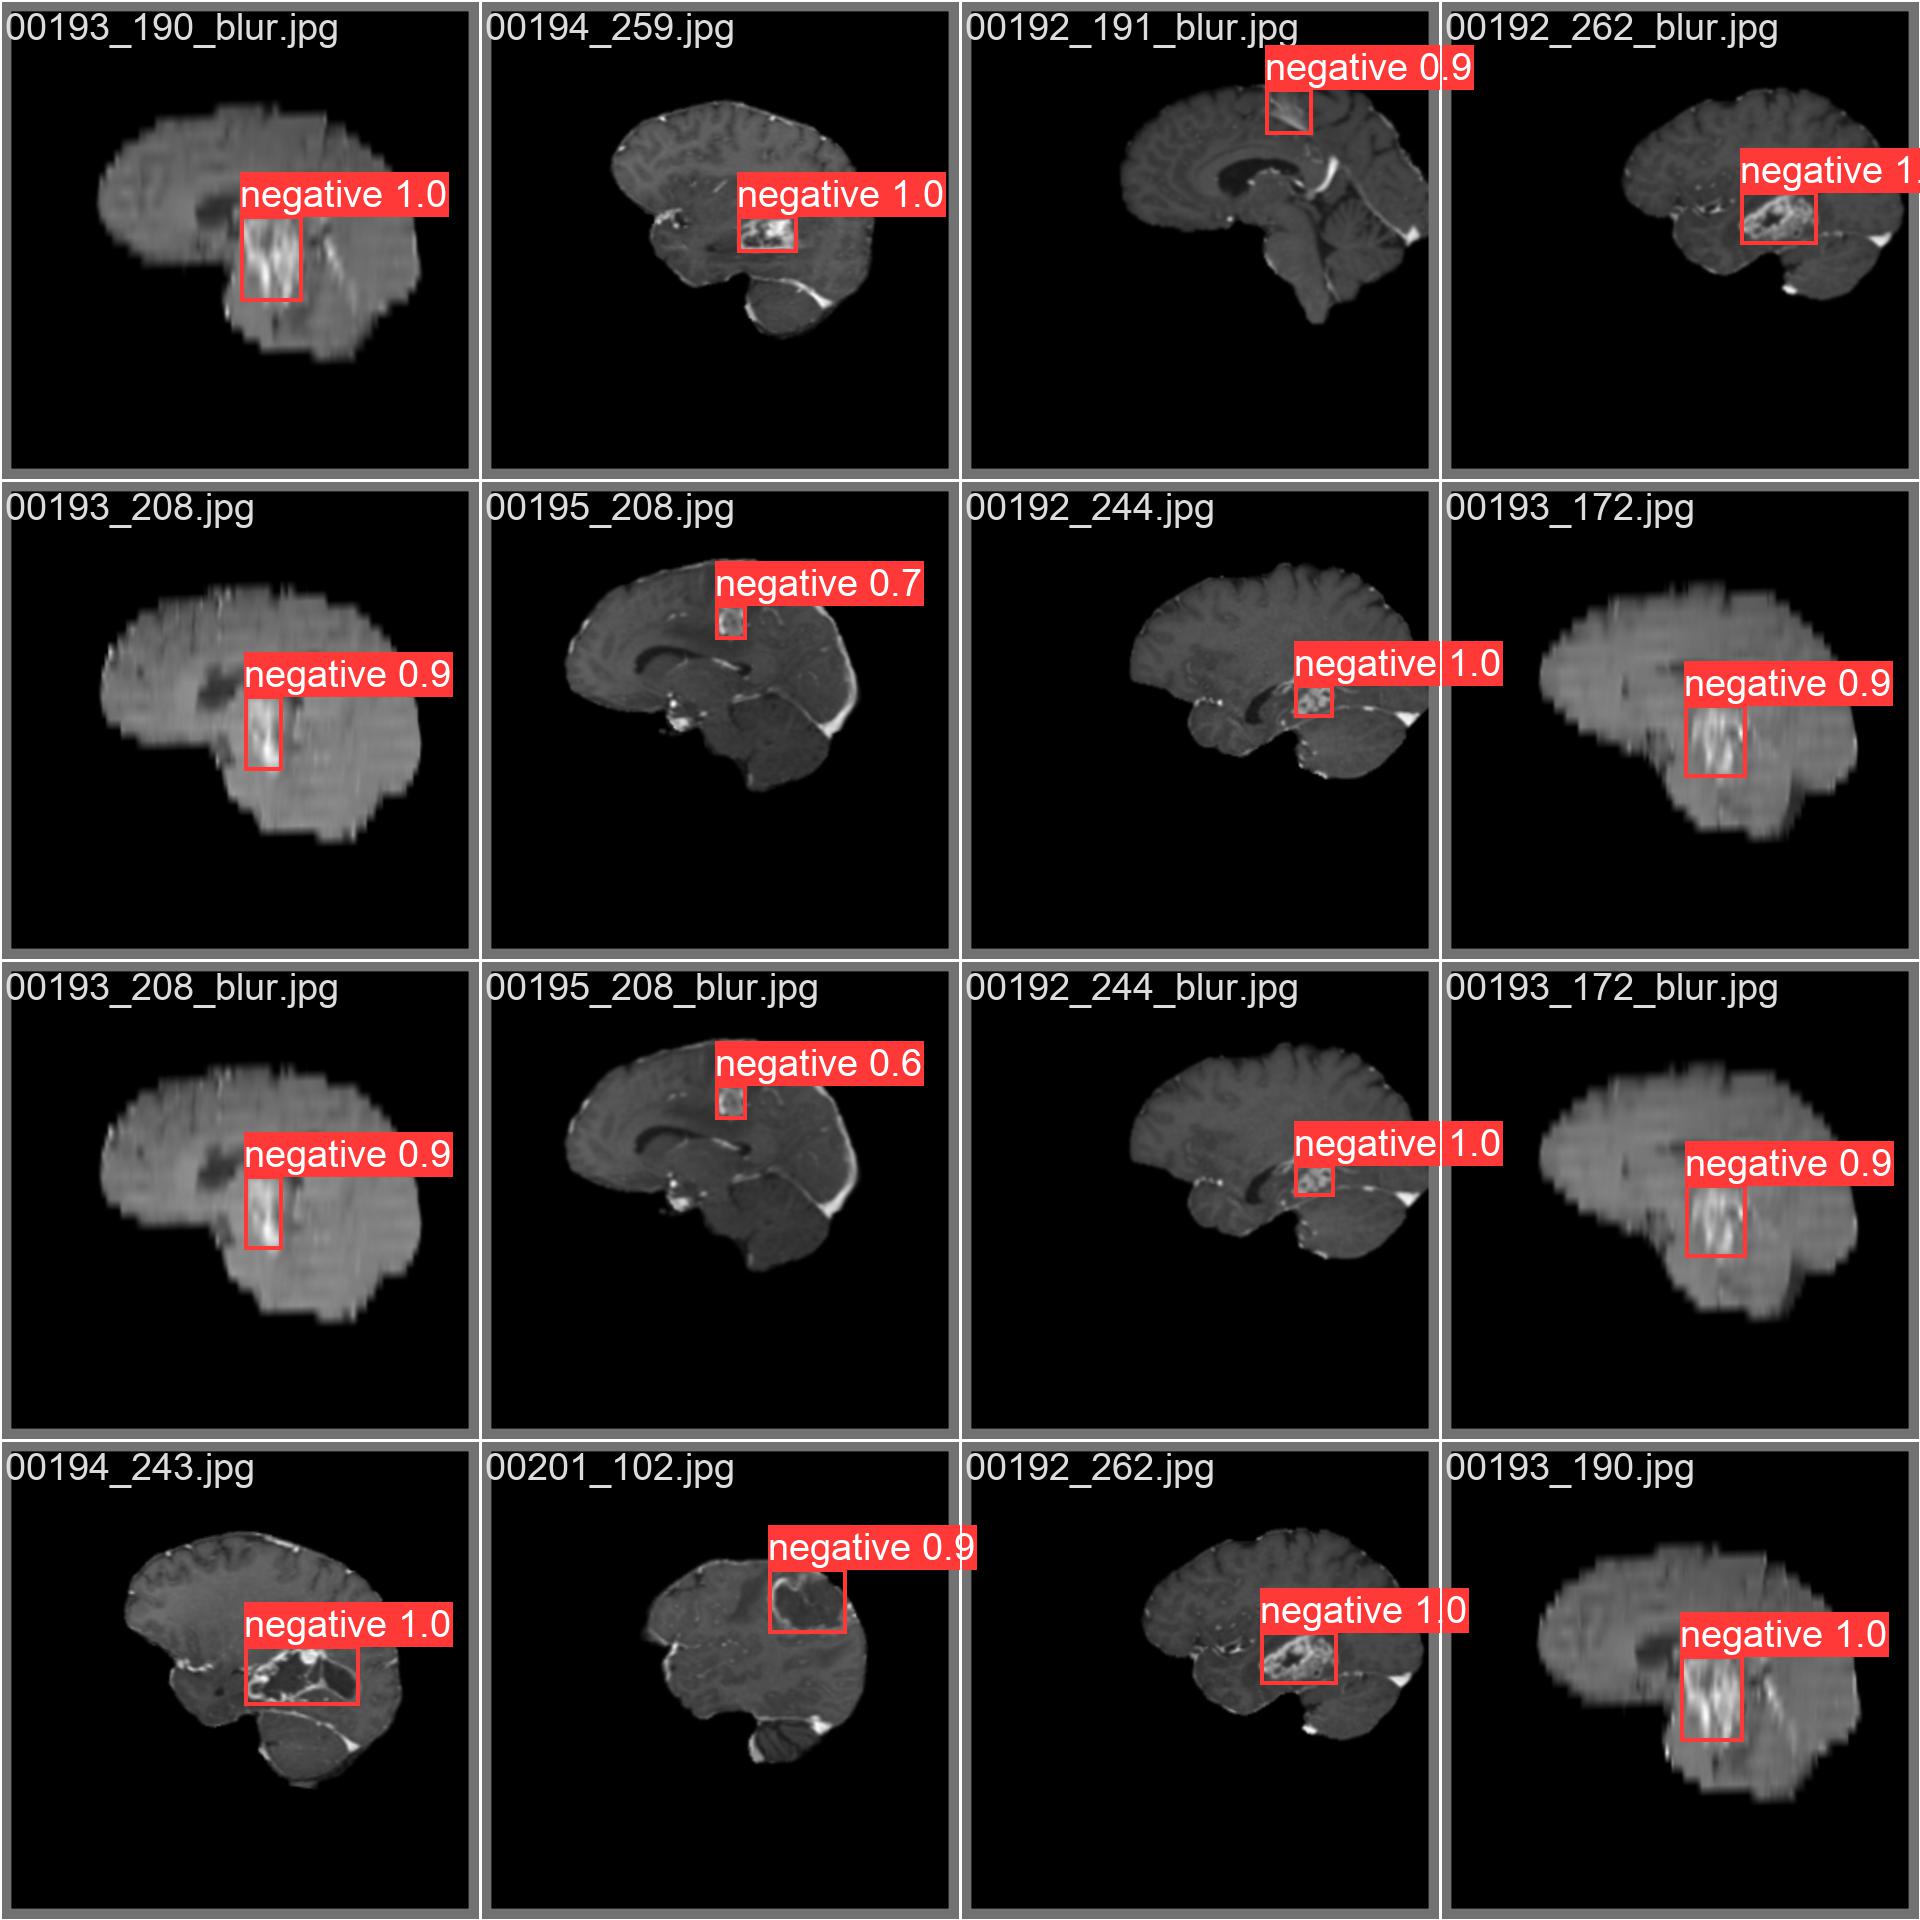 00193_190_blur.jpg
negative 1.0
00194_259.jpg
negative 1.0
00192_191_blur.jpg
negative 0.9
00192_262_blur.jpg
negative 1.
00193_208.jpg
negative 0.9
00195_208.jpg
negative 0.7
00192_244.jpg
negative 1.0
00193_172.jpg
negative 0.9
00193_208_blur.jpg
negative 0.9
00195_208_blur.jpg
negative 0.6
00192_244_blur.jpg
negative 1.0
00193_172_blur.jpg
negative 0.9
00194_243.jpg
negative 1.0
00201_102.jpg
negative 0.9
00192_262.jpg
negative 1.0
00193_190.jpg
negative 1.0